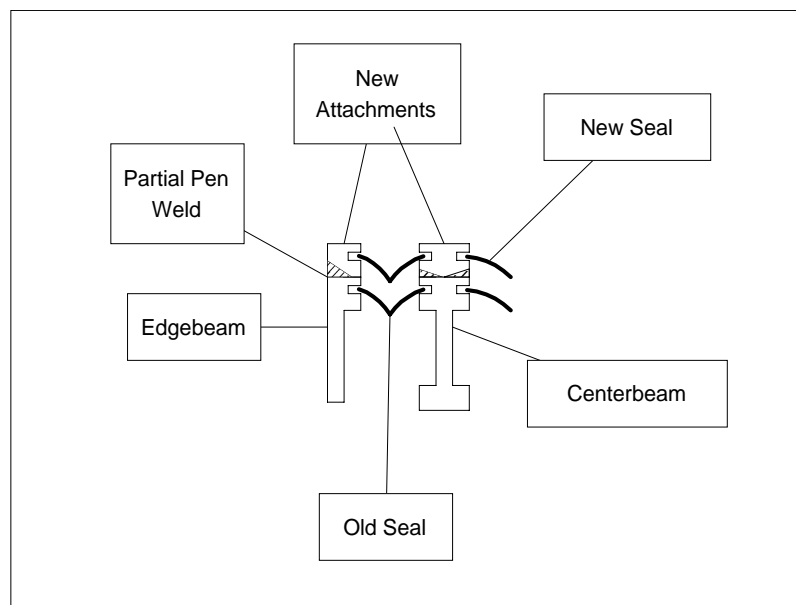 New
Attachments
New Seal
Partial Pen
Weld
Edgebeam
Centerbeam
Old Seal